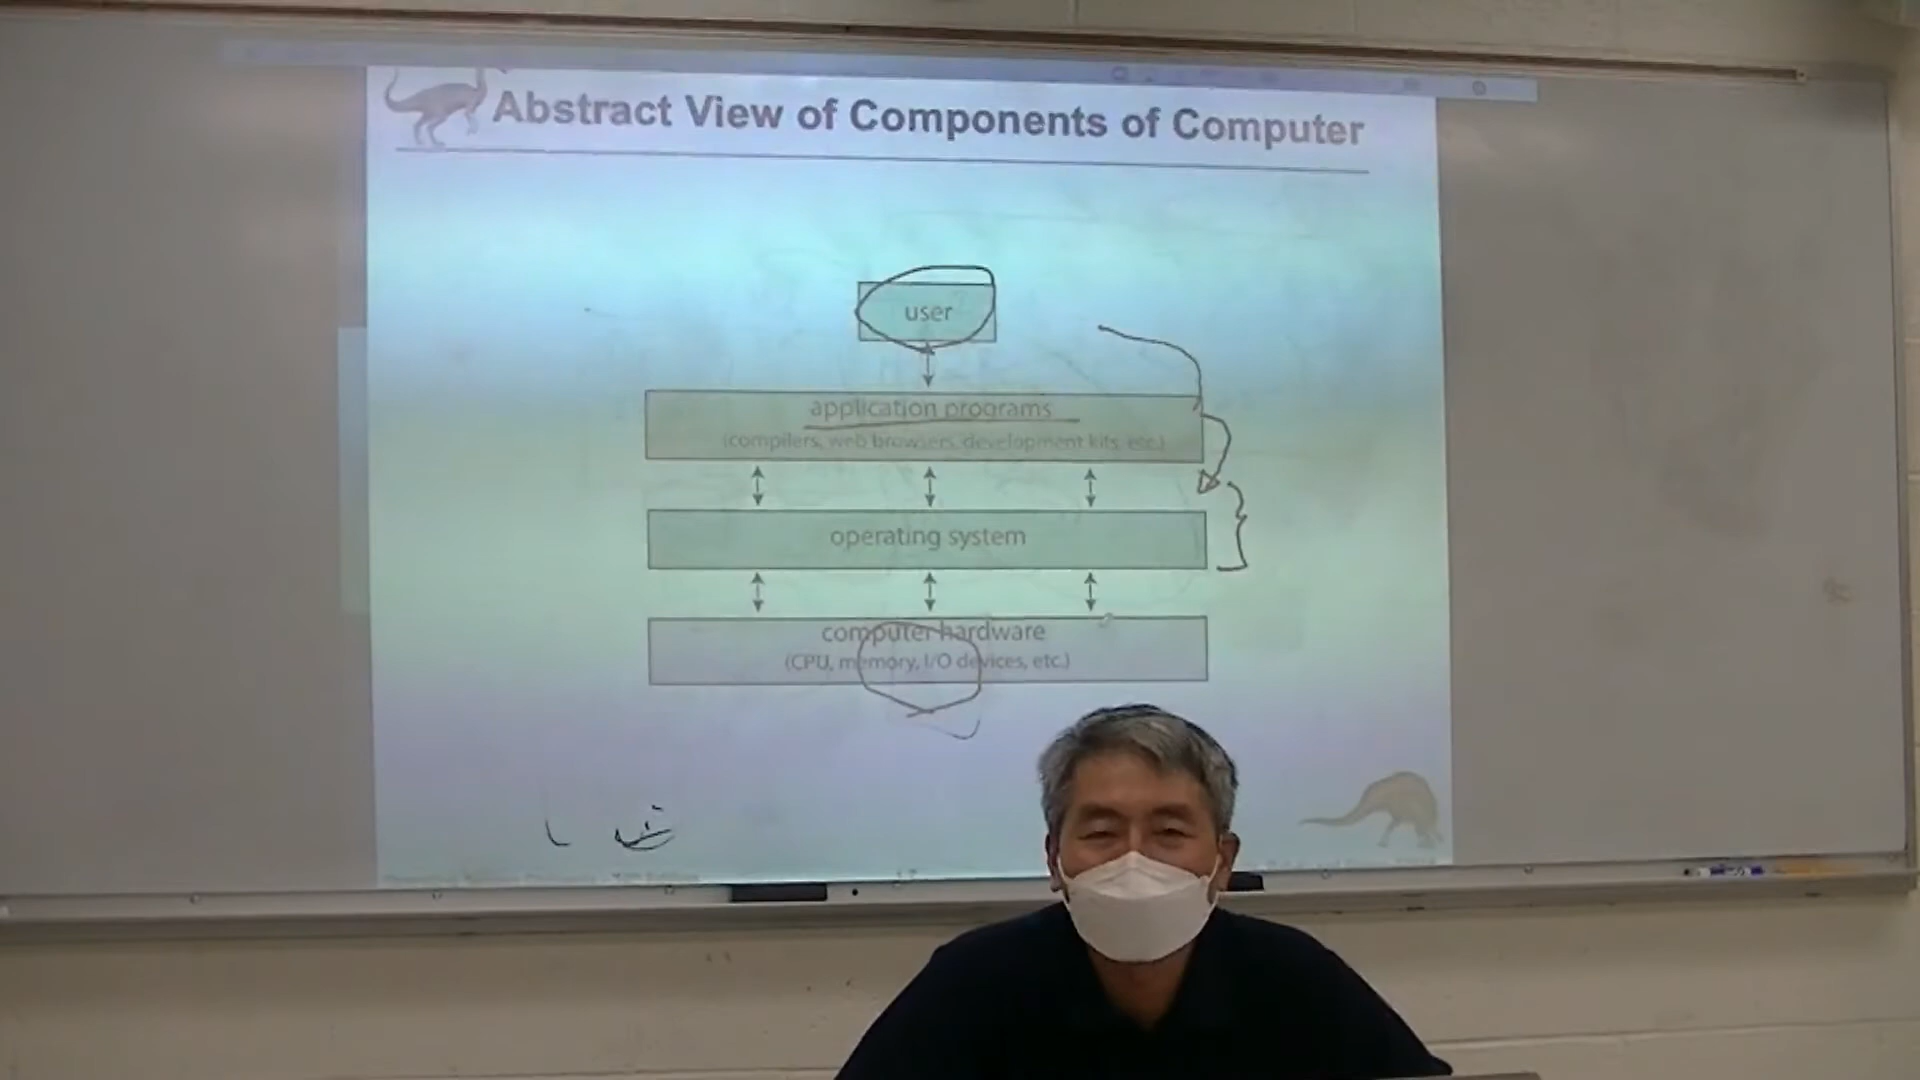 Abstract View of Components of Computer
user
application programs
(compilers, web browsers, development kits, etc.)
operating system
computer hardware
(CPU, memory, I/O devices, etc.)